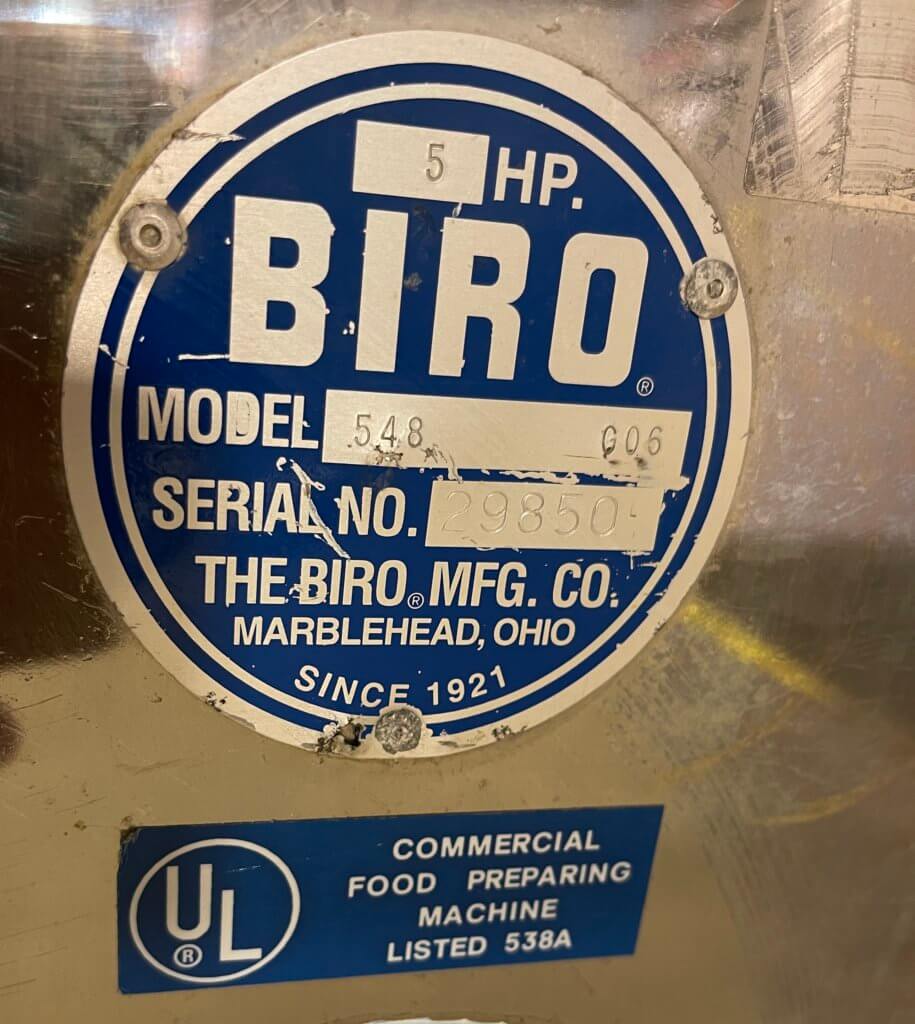 5 HP.
BIRO®
MODEL 548 G06
SERIAL NO. 29850
THE BIRO® MFG. CO.
MARBLEHEAD, OHIO
SINCE 1921
UL®
COMMERCIAL
FOOD PREPARING
MACHINE
LISTED 538A